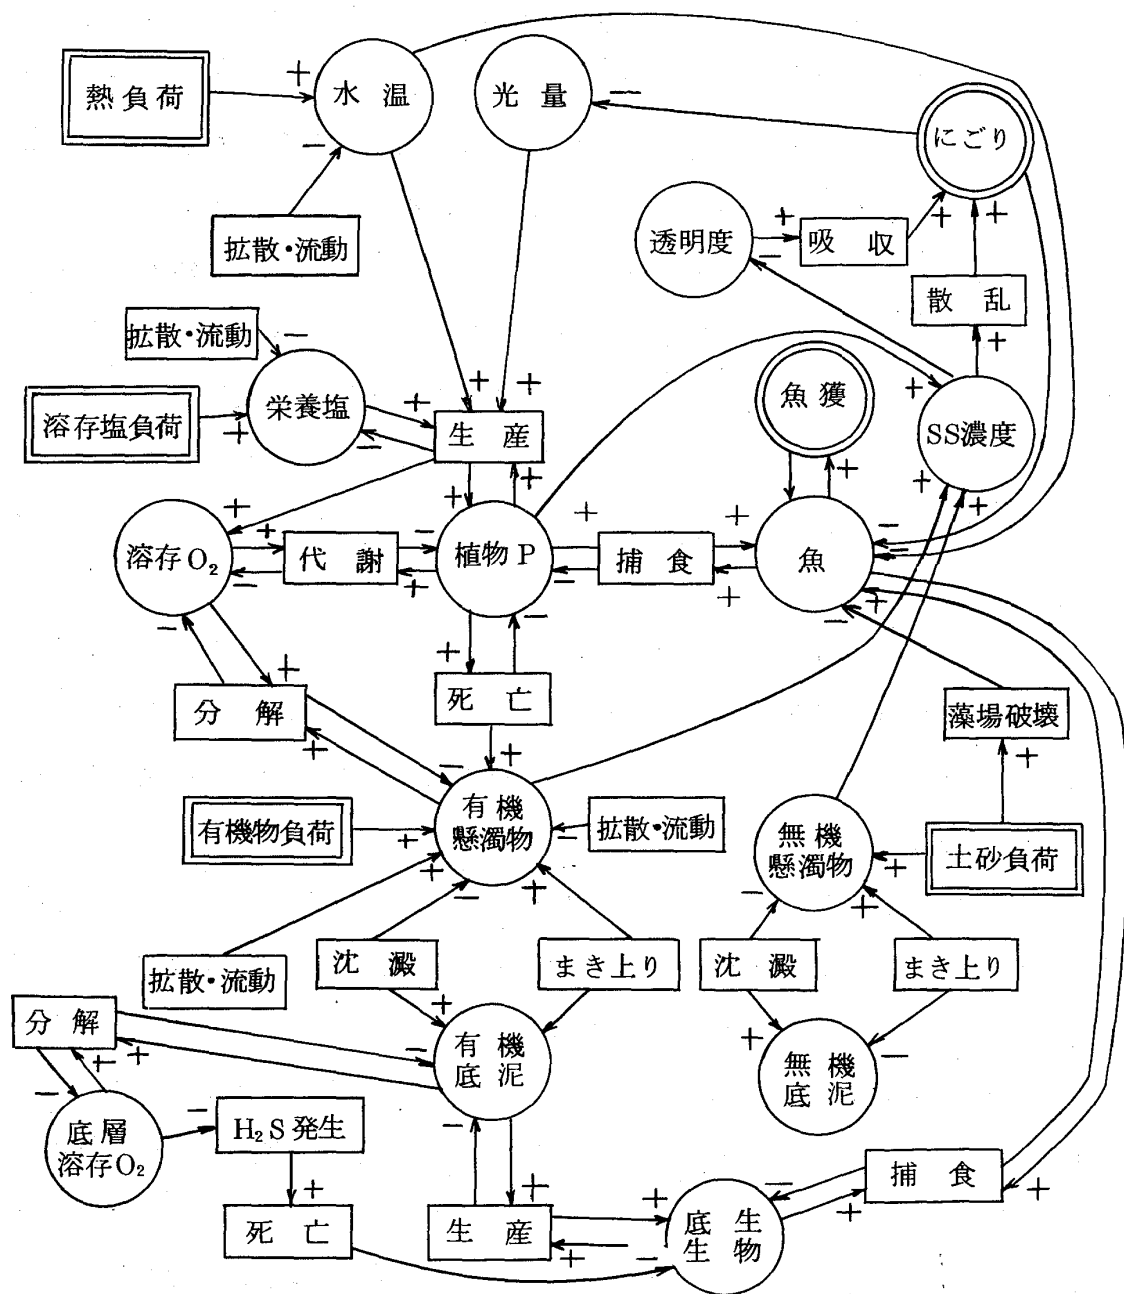 熱負荷
水温
光量
にごり
+
−
−
拡散・流動
透明度
+
−
吸収
+
+
散乱
+
拡散・流動
−
溶存塩負荷
+
栄養塩
+
−
+
+
生産
+
+
魚獲
+
+
SS濃度
+
+
溶存O₂
+
+
−
代謝
−
+
植物P
+
−
捕食
+
+
魚
−
−
+
−
−
分解
+
+
+
−
死亡
+
藻場破壊
+
−
有機物負荷
+
有機
懸濁物
−
拡散・流動
無機
懸濁物
+
土砂負荷
拡散・流動
+
−
+
沈澱
まき上り
−
+
沈澱
まき上り
分解
+
+
−
−
+
有機
底泥
+
−
無機
底泥
底層
溶存O₂
−
H₂S発生
+
死亡
−
+
生産
+
+
−
底生
生物
−
+
捕食
+